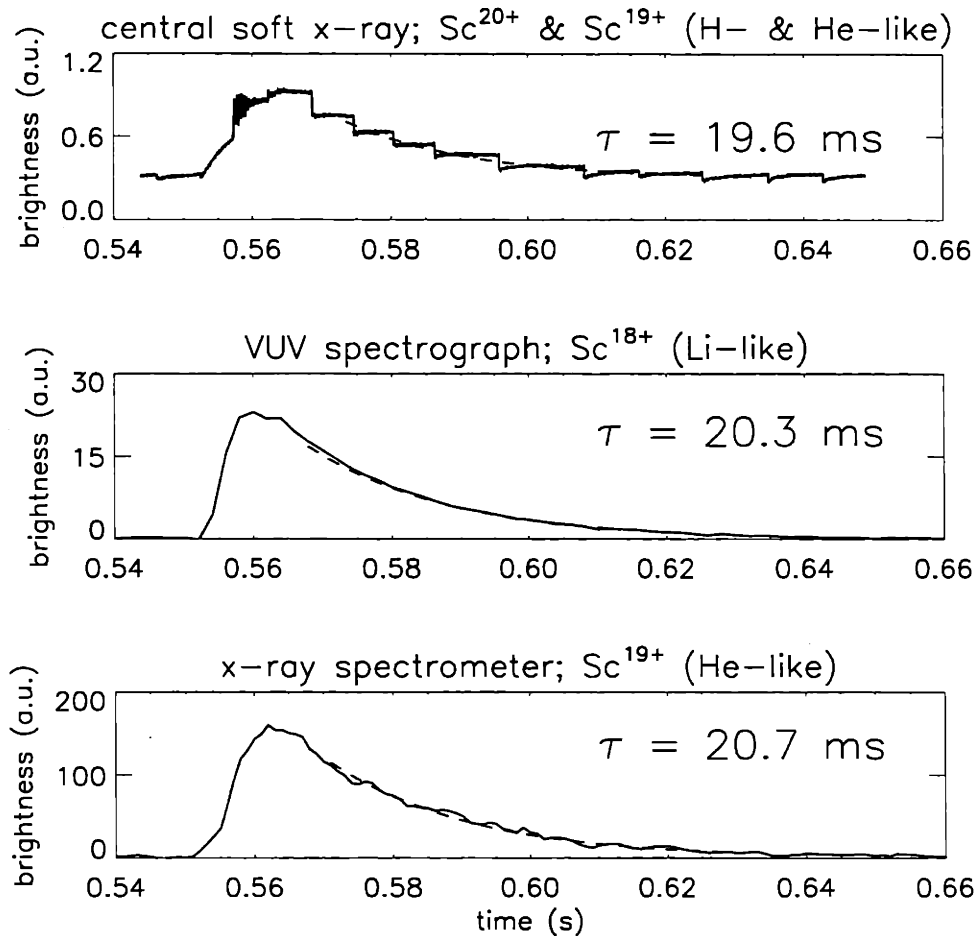 central soft x-ray; Sc²⁰⁺ & Sc¹⁹⁺ (H- & He-like)
brightness (a.u.)
1.2
0.6
0.0
τ = 19.6 ms
0.54 0.56 0.58 0.60 0.62 0.64 0.66
VUV spectrograph; Sc¹⁸⁺ (Li-like)
brightness (a.u.)
30
15
0
τ = 20.3 ms
0.54 0.56 0.58 0.60 0.62 0.64 0.66
x-ray spectrometer; Sc¹⁹⁺ (He-like)
brightness (a.u.)
200
100
0
τ = 20.7 ms
0.54 0.56 0.58 0.60 0.62 0.64 0.66
time (s)